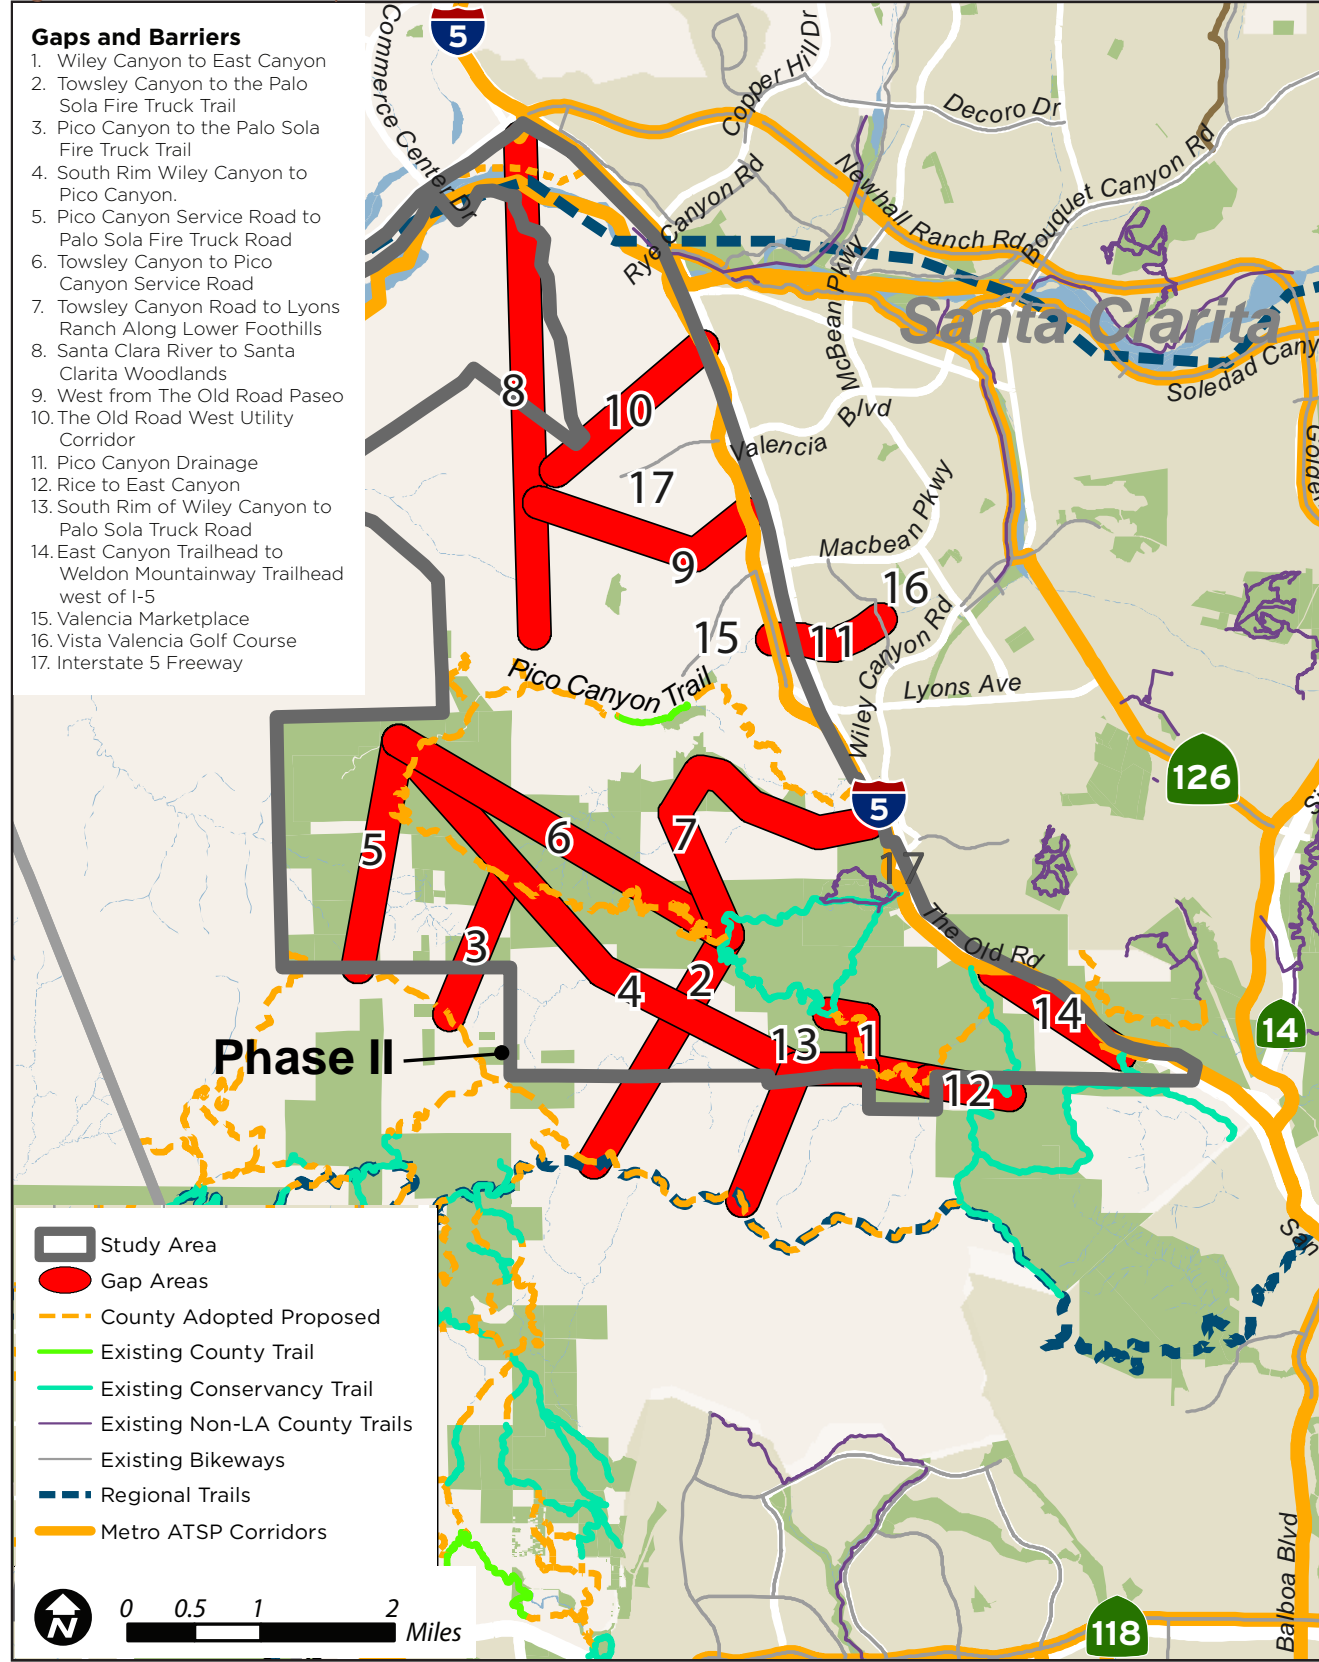 Gaps and Barriers
1. Wiley Canyon to East Canyon
2. Towsley Canyon to the Palo
Sola Fire Truck Trail
3. Pico Canyon to the Palo Sola
Fire Truck Trail
4. South Rim Wiley Canyon to
Pico Canyon.
5. Pico Canyon Service Road to
Palo Sola Fire Truck Road
6. Towsley Canyon to Pico
Canyon Service Road
7. Towsley Canyon Road to Lyons
Ranch Along Lower Foothills
8. Santa Clara River to Santa
Clarita Woodlands
9. West from The Old Road Paseo
10. The Old Road West Utility
Corridor
11. Pico Canyon Drainage
12. Rice to East Canyon
13. South Rim of Wiley Canyon to
Palo Sola Truck Road
14. East Canyon Trailhead to
Weldon Mountainway Trailhead
west of I-5
15. Valencia Marketplace
16. Vista Valencia Golf Course
17. Interstate 5 Freeway
5
Commerce Center Dr
Copper Hill Dr
Decoro Dr
Newhall Ranch Rd
Bouquet Canyon Rd
Rye Canyon Rd
McBean Pkwy
Santa Clarita
Soledad Cany
Golde
8
10
Valencia
Blvd
17
9
Macbean Pkwy
16
15
11
Wiley Canyon Rd
Lyons Ave
Pico Canyon Trail
126
5
7
6
5
17
The Old Rd
3
2
4
14
14
13
1
12
Phase II
San
Study Area
Gap Areas
County Adopted Proposed
Existing County Trail
Existing Conservancy Trail
Existing Non-LA County Trails
Existing Bikeways
Regional Trails
Metro ATSP Corridors
N
0 0.5 1 2
Miles
118
Balboa Blvd